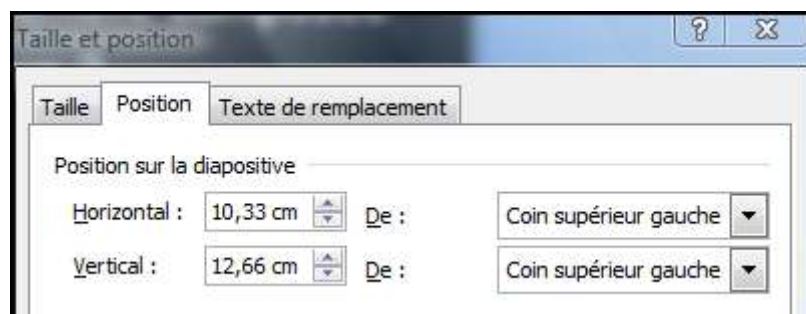 Taille et position
Taille Position Texte de remplacement
Position sur la diapositive
Horizontal : 10,33 cm De : Coin supérieur gauche
Vertical : 12,66 cm De : Coin supérieur gauche